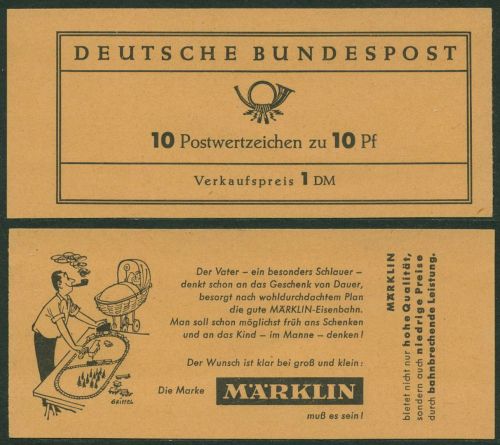 DEUTSCHE BUNDESPOST
10 Postwertzeichen zu 10 Pf
Verkaufspreis 1 DM
Der Vater – ein besonders Schlauer –
denkt schon an das Geschenk von Dauer,
besorgt nach wohldurchdachtem Plan
die gute MÄRKLIN-Eisenbahn.
Man soll schon möglichst früh ans Schenken
und an das Kind – im Manne – denken!
Der Wunsch ist klar bei groß und klein:
Die Marke MÄRKLIN
muß es sein!
MÄRKLIN
bietet nicht nur hohe Qualität,
sondern auch niedrige Preise
durch bahnbrechende Leistung.